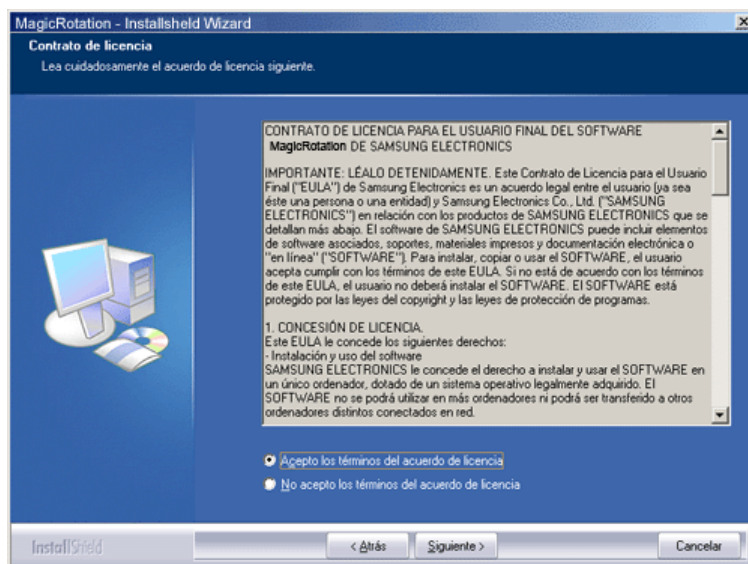 MagicRotation - Installsheld Wizard
Contrato de licencia
Lea cuidadosamente el acuerdo de licencia siguiente.
CONTRATO DE LICENCIA PARA EL USUARIO FINAL DEL SOFTWARE
MagicRotation DE SAMSUNG ELECTRONICS
IMPORTANTE: LÉALO DETENIDAMENTE. Este Contrato de Licencia para el Usuario
Final ("EULA") de Samsung Electronics es un acuerdo legal entre el usuario (ya sea
éste una persona o una entidad) y Samsung Electronics Co., Ltd. ("SAMSUNG
ELECTRONICS") en relación con los productos de SAMSUNG ELECTRONICS que se
detallan más abajo. El software de SAMSUNG ELECTRONICS puede incluir elementos
de software asociados, soportes, materiales impresos y documentación electrónica o
"en línea" ("SOFTWARE"). Para instalar, copiar o usar el SOFTWARE, el usuario
acepta cumplir con los términos de este EULA. Si no está de acuerdo con los términos
de este EULA, el usuario no deberá instalar el SOFTWARE. El SOFTWARE está
protegido por las leyes del copyright y las leyes de protección de programas.
1. CONCESIÓN DE LICENCIA.
Este EULA le concede los siguientes derechos:
- Instalación y uso del software
SAMSUNG ELECTRONICS le concede el derecho a instalar y usar el SOFTWARE en
un único ordenador, dotado de un sistema operativo legalmente adquirido. El
SOFTWARE no se podrá utilizar en más ordenadores ni podrá ser transferido a otros
ordenadores distintos conectados en red.
Acepto los términos del acuerdo de licencia
No acepto los términos del acuerdo de licencia
InstallShield
< Atrás
Siguiente >
Cancelar